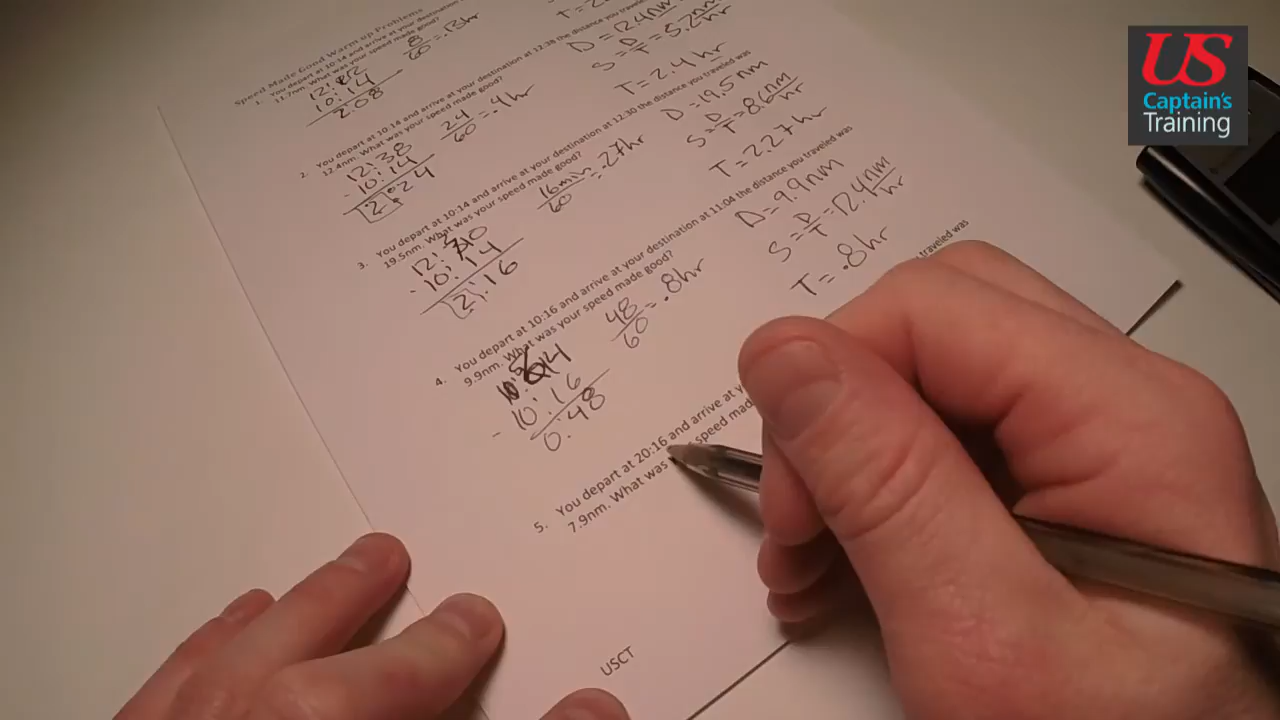 Speed Made Good Warm up Problems
1. You depart at 10:14 and arrive at your destination
11.7nm. What was your speed made good?
12:22
10:14
2:08
8/60 = .13hr
T = 2.
2. You depart at 10:14 and arrive at your destination at 12:38 the distance you traveled was
12.4nm. What was your speed made good?
12:38
- 10:14
2:24
24/60 = .4hr
D = 12.4nm
S = D/T = 5.2nm/hr
T = 2.4hr
3. You depart at 10:14 and arrive at your destination at 12:30 the distance you traveled was
19.5nm. What was your speed made good?
12:30
- 10:14
2:16
16min/60 = .27hr
D = 19.5nm
S = D/T = 8.6nm/hr
T = 2.27hr
4. You depart at 10:16 and arrive at your destination at 11:04 the distance you traveled was
9.9nm. What was your speed made good?
- 10:16
0:48
48/60 = .8hr
D = 9.9nm
S = D/T = 12.4nm/hr
T = .8hr
5. You depart at 20:16 and arrive at y traveled was
7.9nm. What was speed mad
USCT
US
Captain's
Training